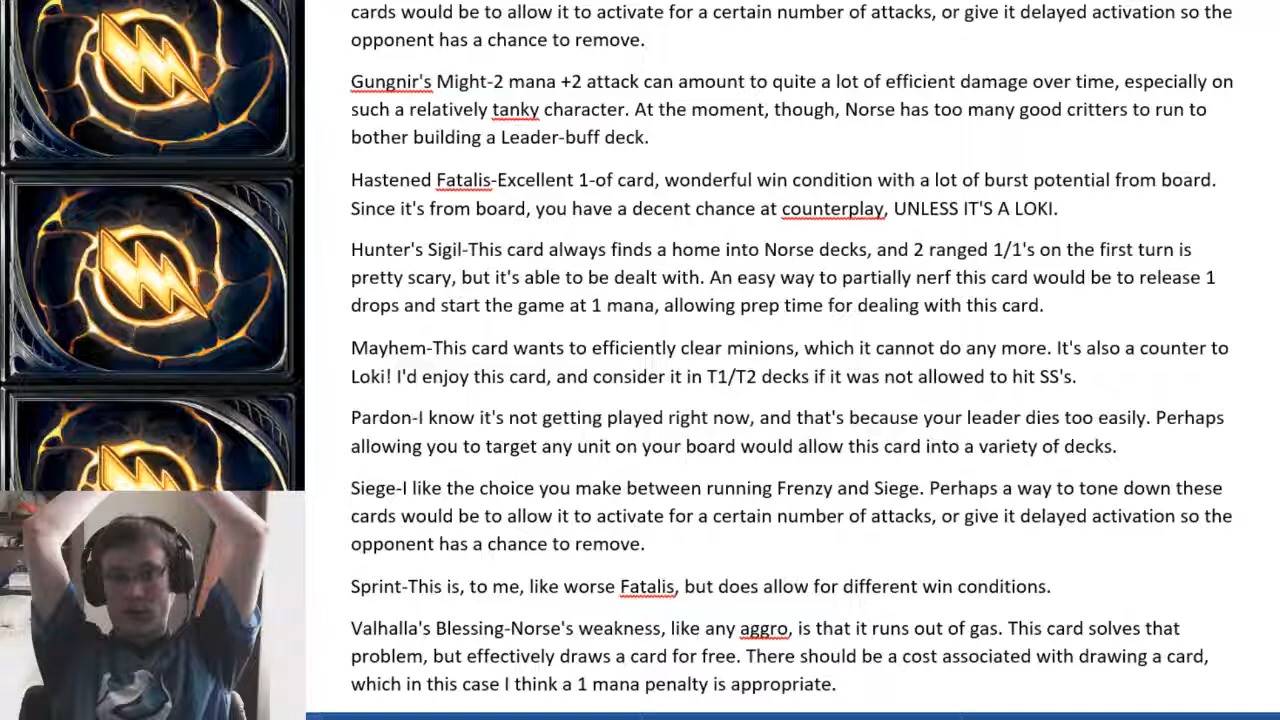 cards would be to allow it to activate for a certain number of attacks, or give it delayed activation so the
opponent has a chance to remove.
Gungnir's Might-2 mana +2 attack can amount to quite a lot of efficient damage over time, especially on
such a relatively tanky character. At the moment, though, Norse has too many good critters to run to
bother building a Leader-buff deck.
Hastened Fatalis-Excellent 1-of card, wonderful win condition with a lot of burst potential from board.
Since it's from board, you have a decent chance at counterplay, UNLESS IT'S A LOKI.
Hunter's Sigil-This card always finds a home into Norse decks, and 2 ranged 1/1's on the first turn is
pretty scary, but it's able to be dealt with. An easy way to partially nerf this card would be to release 1
drops and start the game at 1 mana, allowing prep time for dealing with this card.
Mayhem-This card wants to efficiently clear minions, which it cannot do any more. It's also a counter to
Loki! I'd enjoy this card, and consider it in T1/T2 decks if it was not allowed to hit SS's.
Pardon-I know it's not getting played right now, and that's because your leader dies too easily. Perhaps
allowing you to target any unit on your board would allow this card into a variety of decks.
Siege-I like the choice you make between running Frenzy and Siege. Perhaps a way to tone down these
cards would be to allow it to activate for a certain number of attacks, or give it delayed activation so the
opponent has a chance to remove.
Sprint-This is, to me, like worse Fatalis, but does allow for different win conditions.
Valhalla's Blessing-Norse's weakness, like any aggro, is that it runs out of gas. This card solves that
problem, but effectively draws a card for free. There should be a cost associated with drawing a card,
which in this case I think a 1 mana penalty is appropriate.